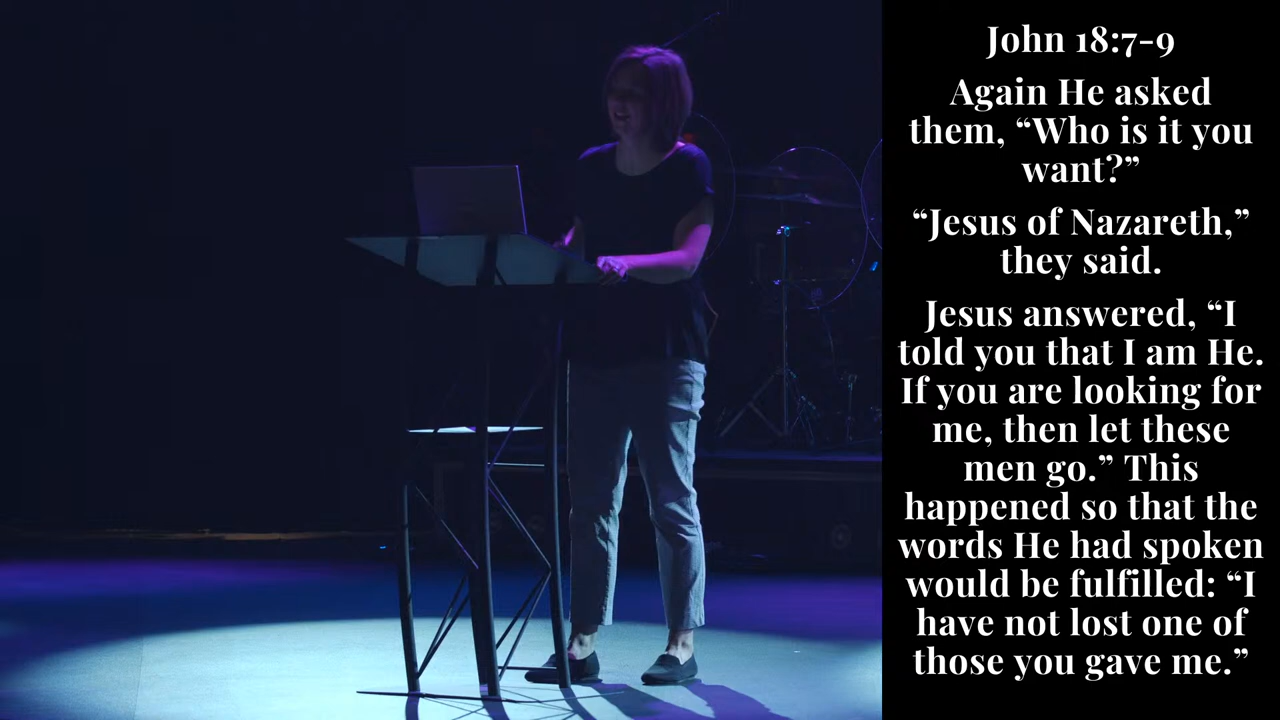 John 18:7-9
Again He asked
them, “Who is it you
want?”
“Jesus of Nazareth,”
they said.
Jesus answered, “I
told you that I am He.
If you are looking for
me, then let these
men go.” This
happened so that the
words He had spoken
would be fulfilled: “I
have not lost one of
those you gave me.”